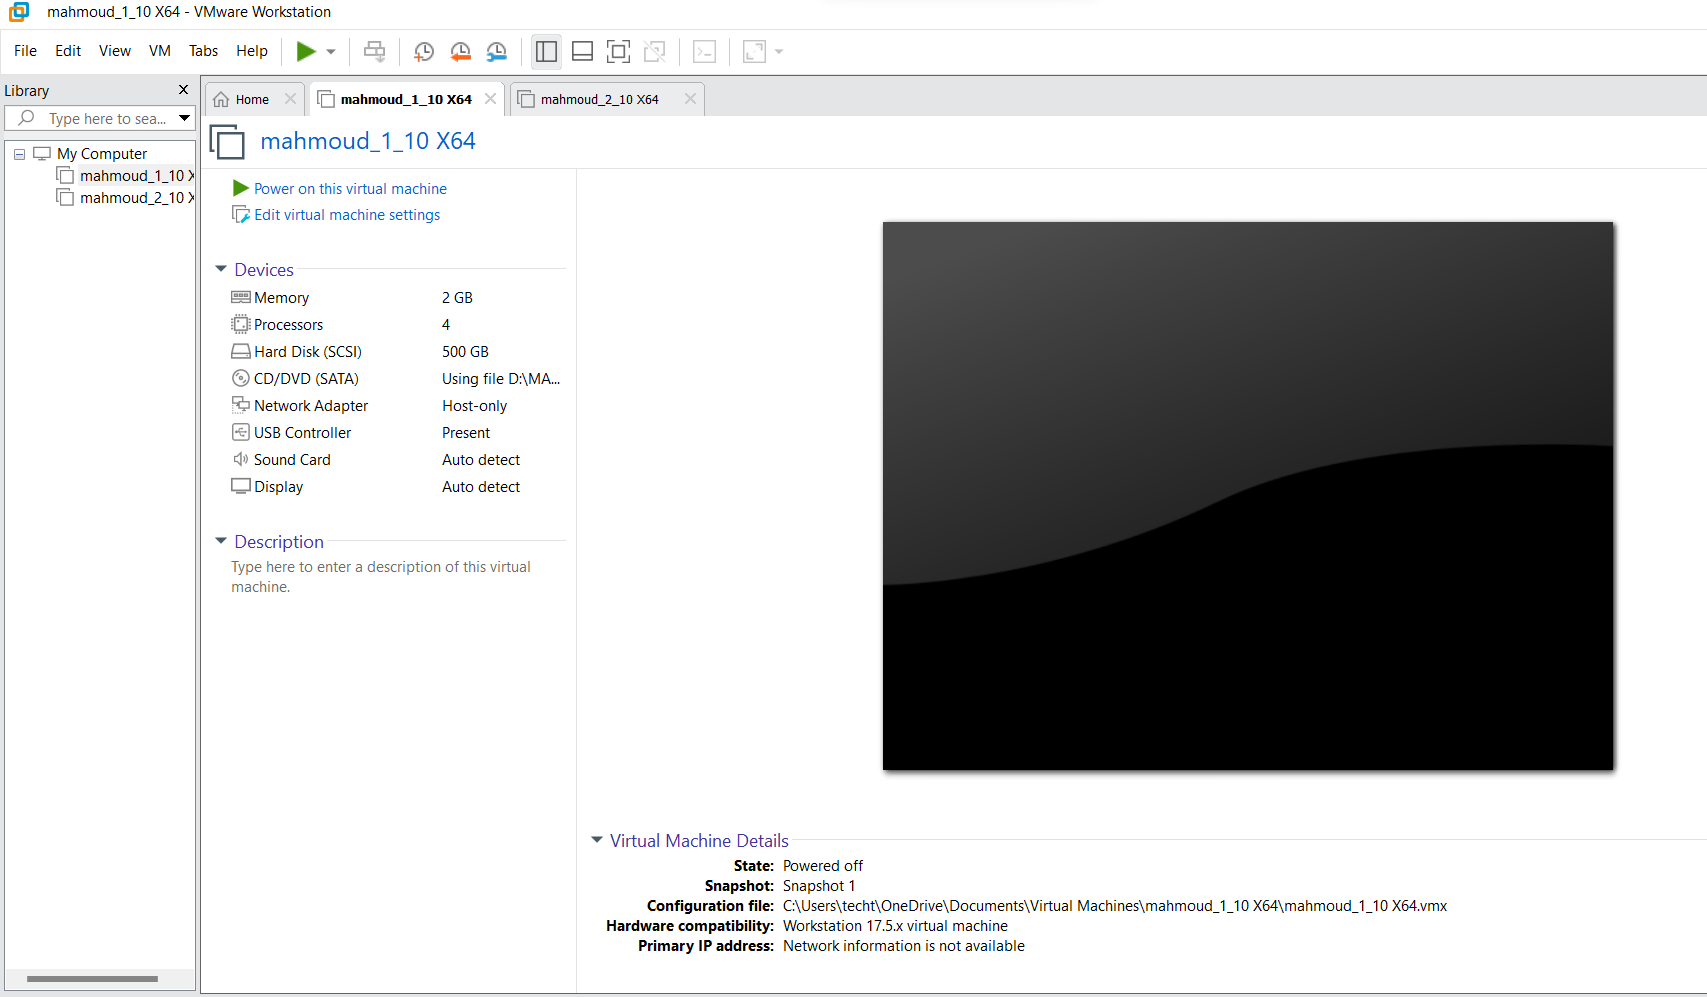 mahmoud_1_10 X64 - VMware Workstation
File Edit View VM Tabs Help
Library
Type here to sea...
My Computer
mahmoud_1_10 X
mahmoud_2_10 X
Home
mahmoud_1_10 X64
mahmoud_2_10 X64
mahmoud_1_10 X64
Power on this virtual machine
Edit virtual machine settings
Devices
Memory 2 GB
Processors 4
Hard Disk (SCSI) 500 GB
CD/DVD (SATA) Using file D:\MA...
Network Adapter Host-only
USB Controller Present
Sound Card Auto detect
Display Auto detect
Description
Type here to enter a description of this virtual
machine.
Virtual Machine Details
State: Powered off
Snapshot: Snapshot 1
Configuration file: C:\Users\techt\OneDrive\Documents\Virtual Machines\mahmoud_1_10 X64\mahmoud_1_10 X64.vmx
Hardware compatibility: Workstation 17.5.x virtual machine
Primary IP address: Network information is not available